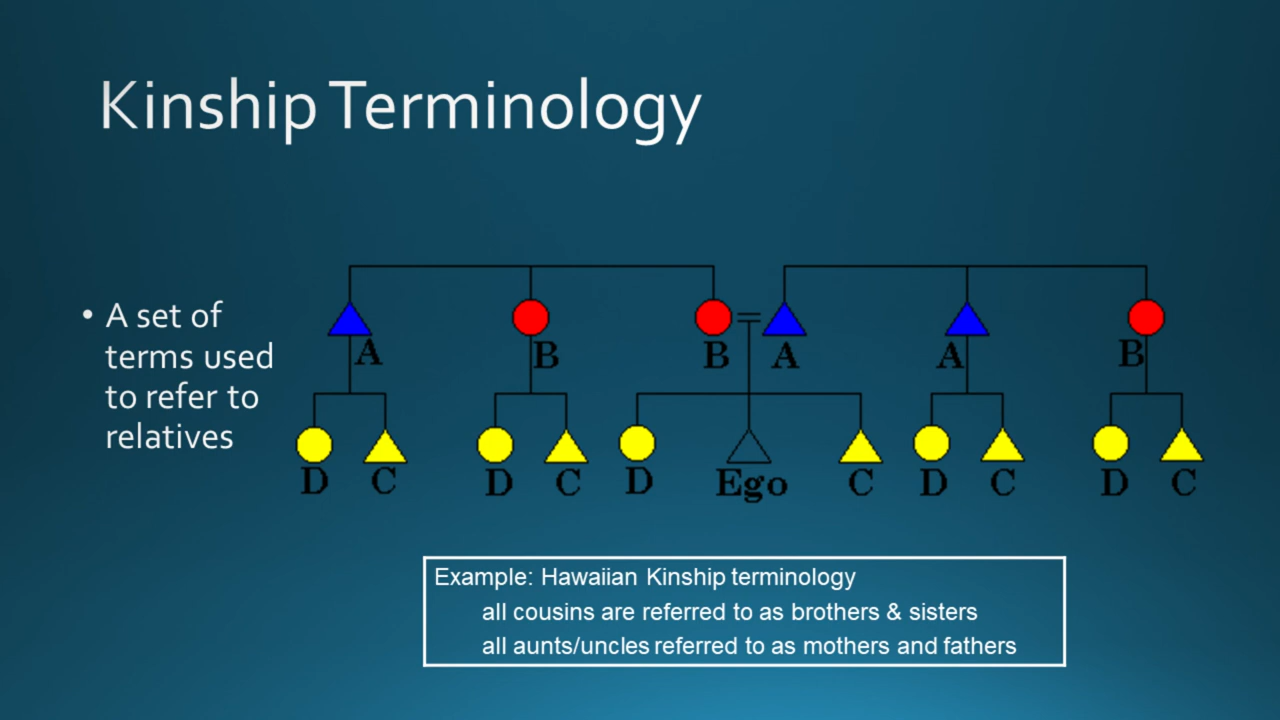 Kinship Terminology
• A set of
terms used
to refer to
relatives
A B B A A B
D C D C D Ego C D C D C
Example: Hawaiian Kinship terminology
all cousins are referred to as brothers & sisters
all aunts/uncles referred to as mothers and fathers